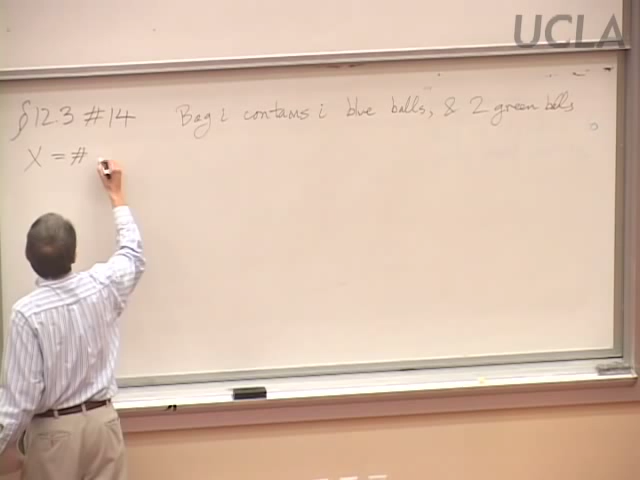 UCLA
§12.3 #14 Bag i contains i blue balls, & 2 green balls
X = #